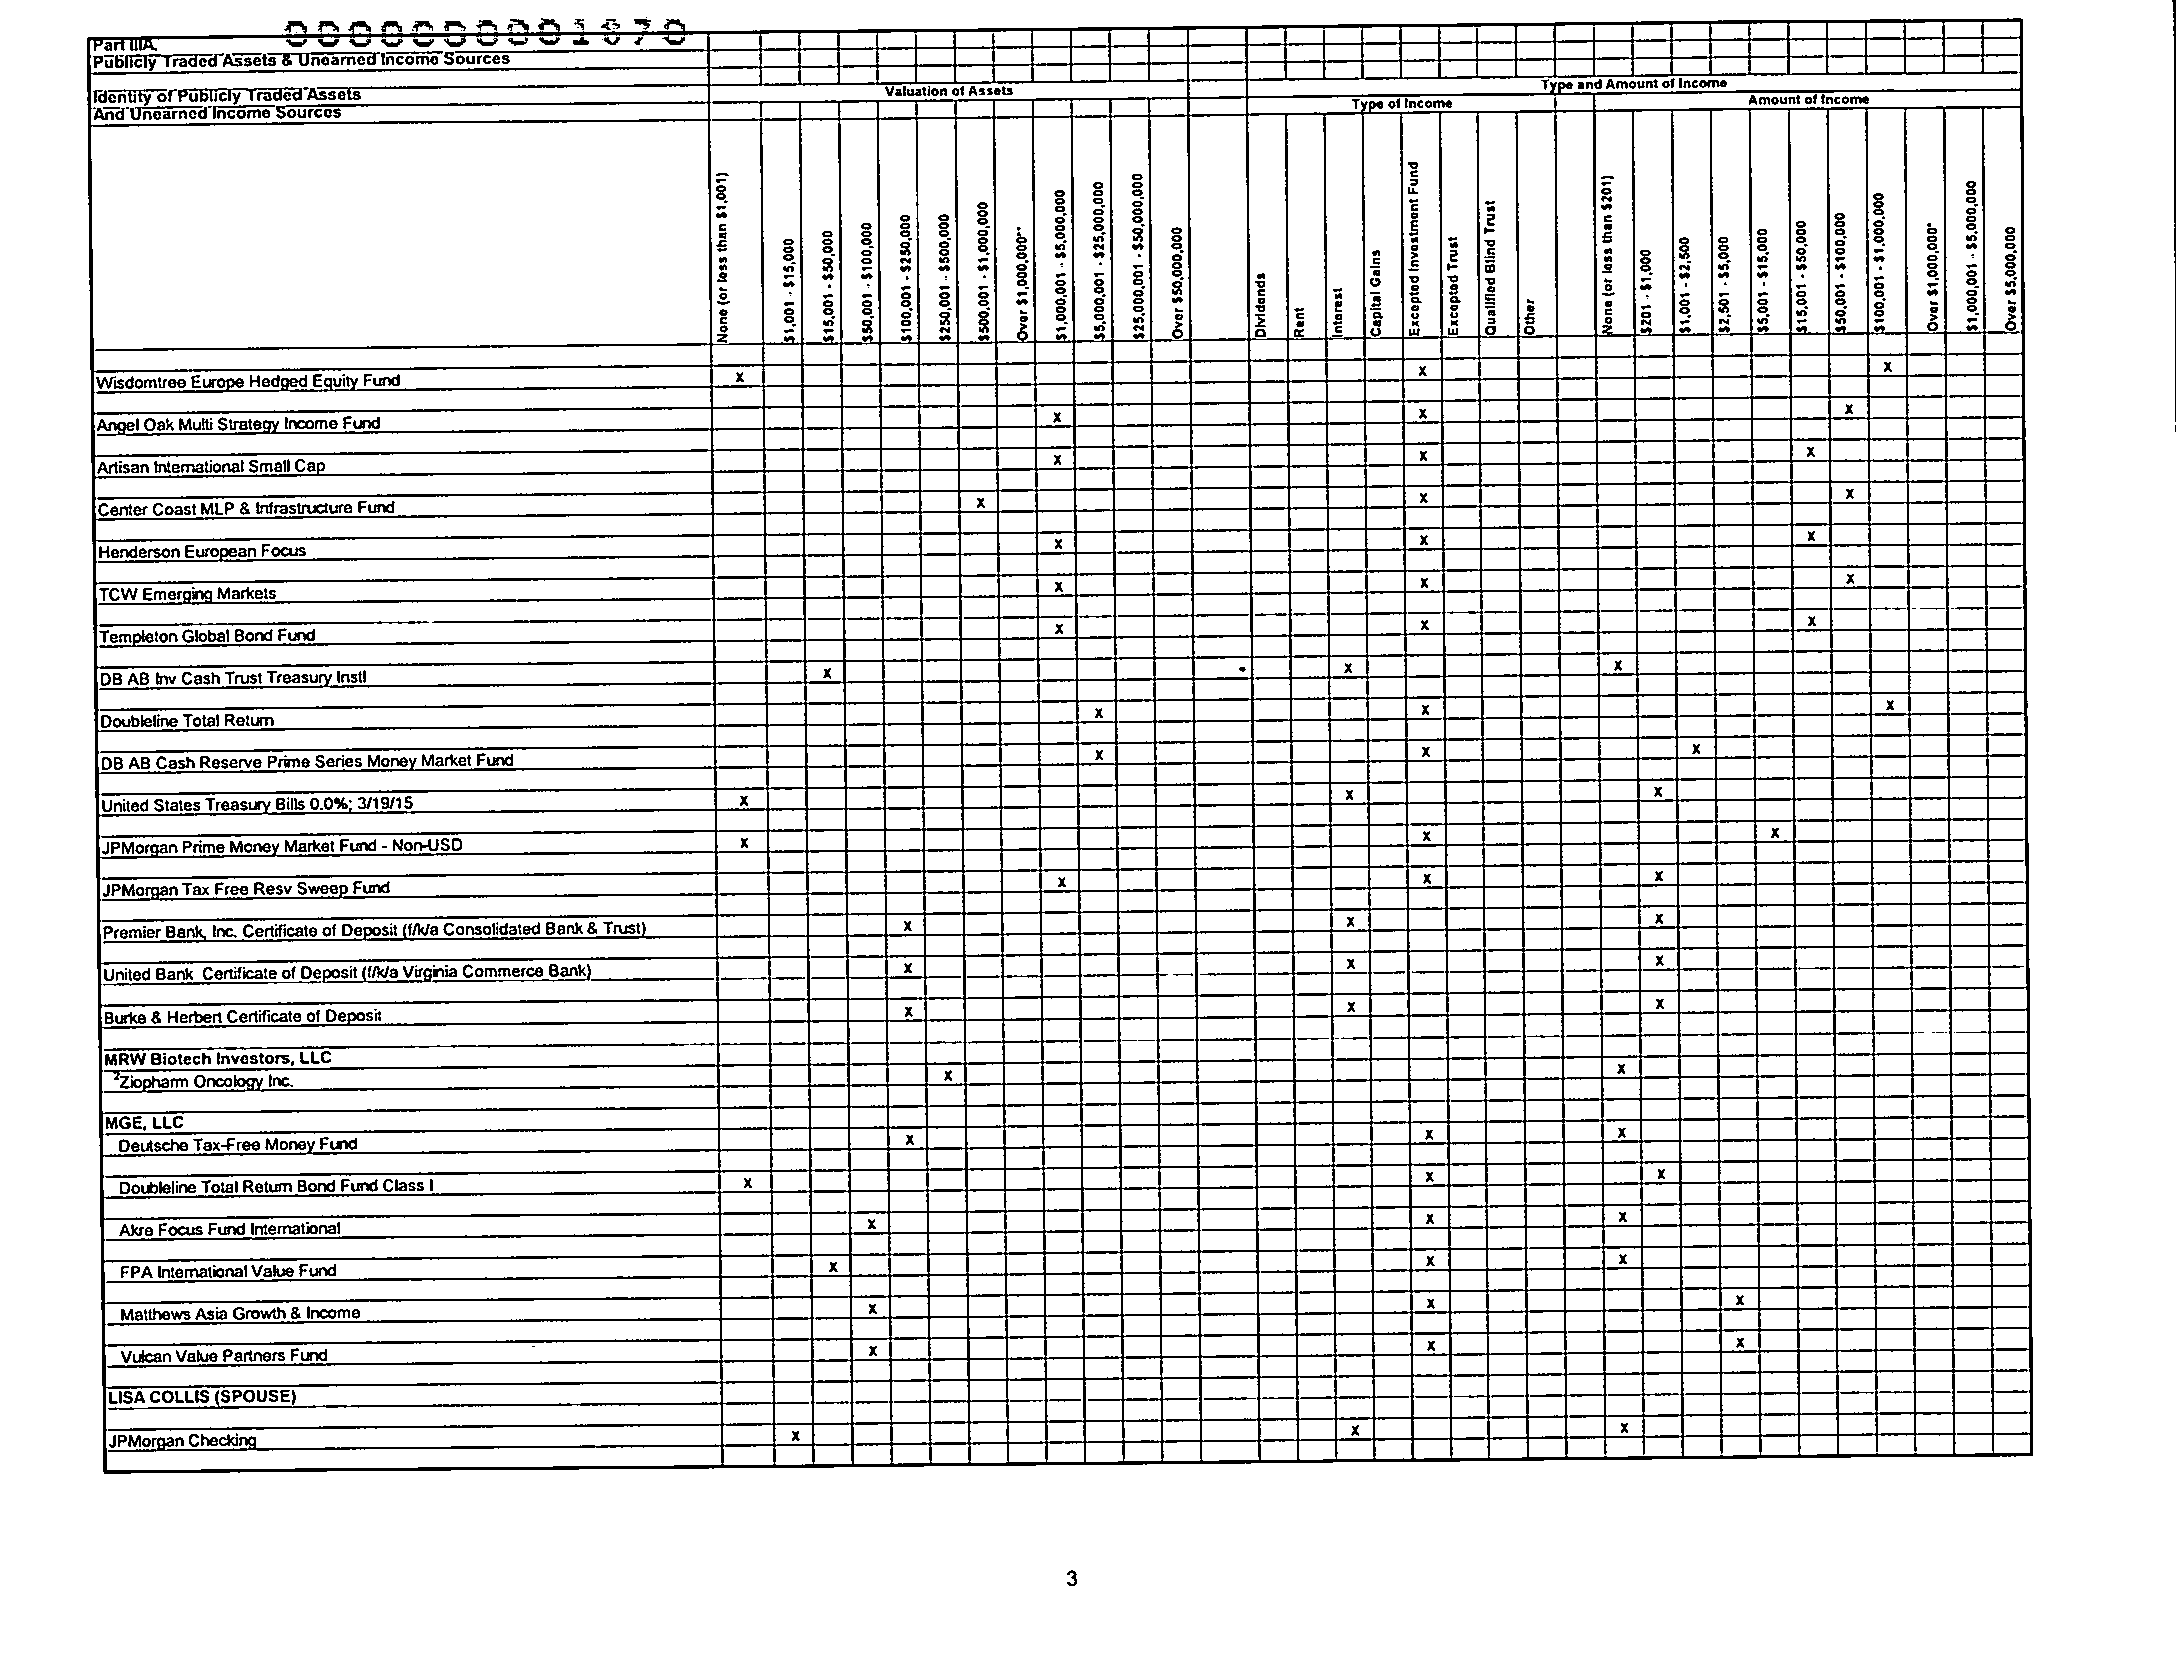 000000001870
Part IIIA.
Publicly Traded Assets & Unearned Income Sources
Identity of Publicly Traded Assets
And Unearned Income Sources
Valuation of Assets
Type and Amount of Income
Type of Income
Amount of Income
None (or less than $1,001)
$1,001 - $15,000
$15,001 - $50,000
$50,001 - $100,000
$100,001 - $250,000
$250,001 - $500,000
$500,001 - $1,000,000
Over $1,000,000**
$1,000,001 - $5,000,000
$5,000,001 - $25,000,000
$25,000,001 - $50,000,000
Over $50,000,000
Dividends
Rent
Interest
Capital Gains
Excepted Investment Fund
Excepted Trust
Qualified Blind Trust
Other
None (or less than $201)
$201 - $1,000
$1,001 - $2,500
$2,501 - $5,000
$5,001 - $15,000
$15,001 - $50,000
$50,001 - $100,000
$100,001 - $1,000,000
Over $1,000,000*
$1,000,001 - $5,000,000
Over $5,000,000
Wisdomtree Europe Hedged Equity Fund X X X
Angel Oak Multi Strategy Income Fund X X X
Artisan International Small Cap X X X
Center Coast MLP & Infrastructure Fund X X X
Henderson European Focus X X X
TCW Emerging Markets X X X
Templeton Global Bond Fund X X X
DB AB Inv Cash Trust Treasury Instl X X X
Doubleline Total Return X X X
DB AB Cash Reserve Prime Series Money Market Fund X X X
United States Treasury Bills 0.0%; 3/19/15 X X X
JPMorgan Prime Money Market Fund - Non-USD X X X
JPMorgan Tax Free Resv Sweep Fund X X X
Premier Bank, Inc. Certificate of Deposit (f/k/a Consolidated Bank & Trust) X X X
United Bank Certificate of Deposit (f/k/a Virginia Commerce Bank) X X X
Burke & Herbert Certificate of Deposit X X X
MRW Biotech Investors, LLC
²Ziopharm Oncology Inc. X X
MGE, LLC
Deutsche Tax-Free Money Fund X X X
Doubleline Total Return Bond Fund Class I X X X
Akre Focus Fund International X X X
FPA International Value Fund X X X
Matthews Asia Growth & Income X X X
Vulcan Value Partners Fund X X X
LISA COLLIS (SPOUSE)
JPMorgan Checking X X X
3